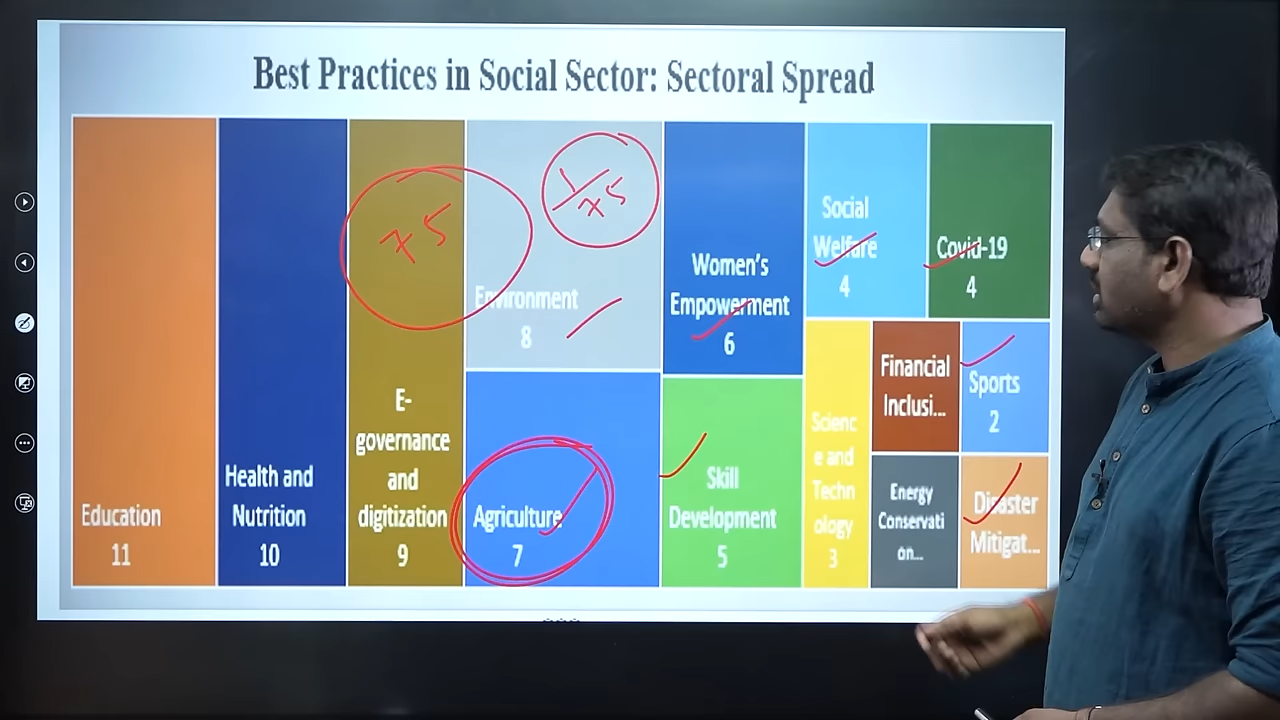 Best Practices in Social Sector: Sectoral Spread
Education
11
Health and
Nutrition
10
75
E-
governance
and
digitization
9
1/75
Environment
8
Agriculture
7
Women's
Empowerment
6
Skill
Development
5
Social
Welfare
4
Covid-19
4
Scienc
e and
Techn
ology
3
Financial
Inclusi...
Sports
2
Energy
Conservati
on...
Disaster
Mitigat...